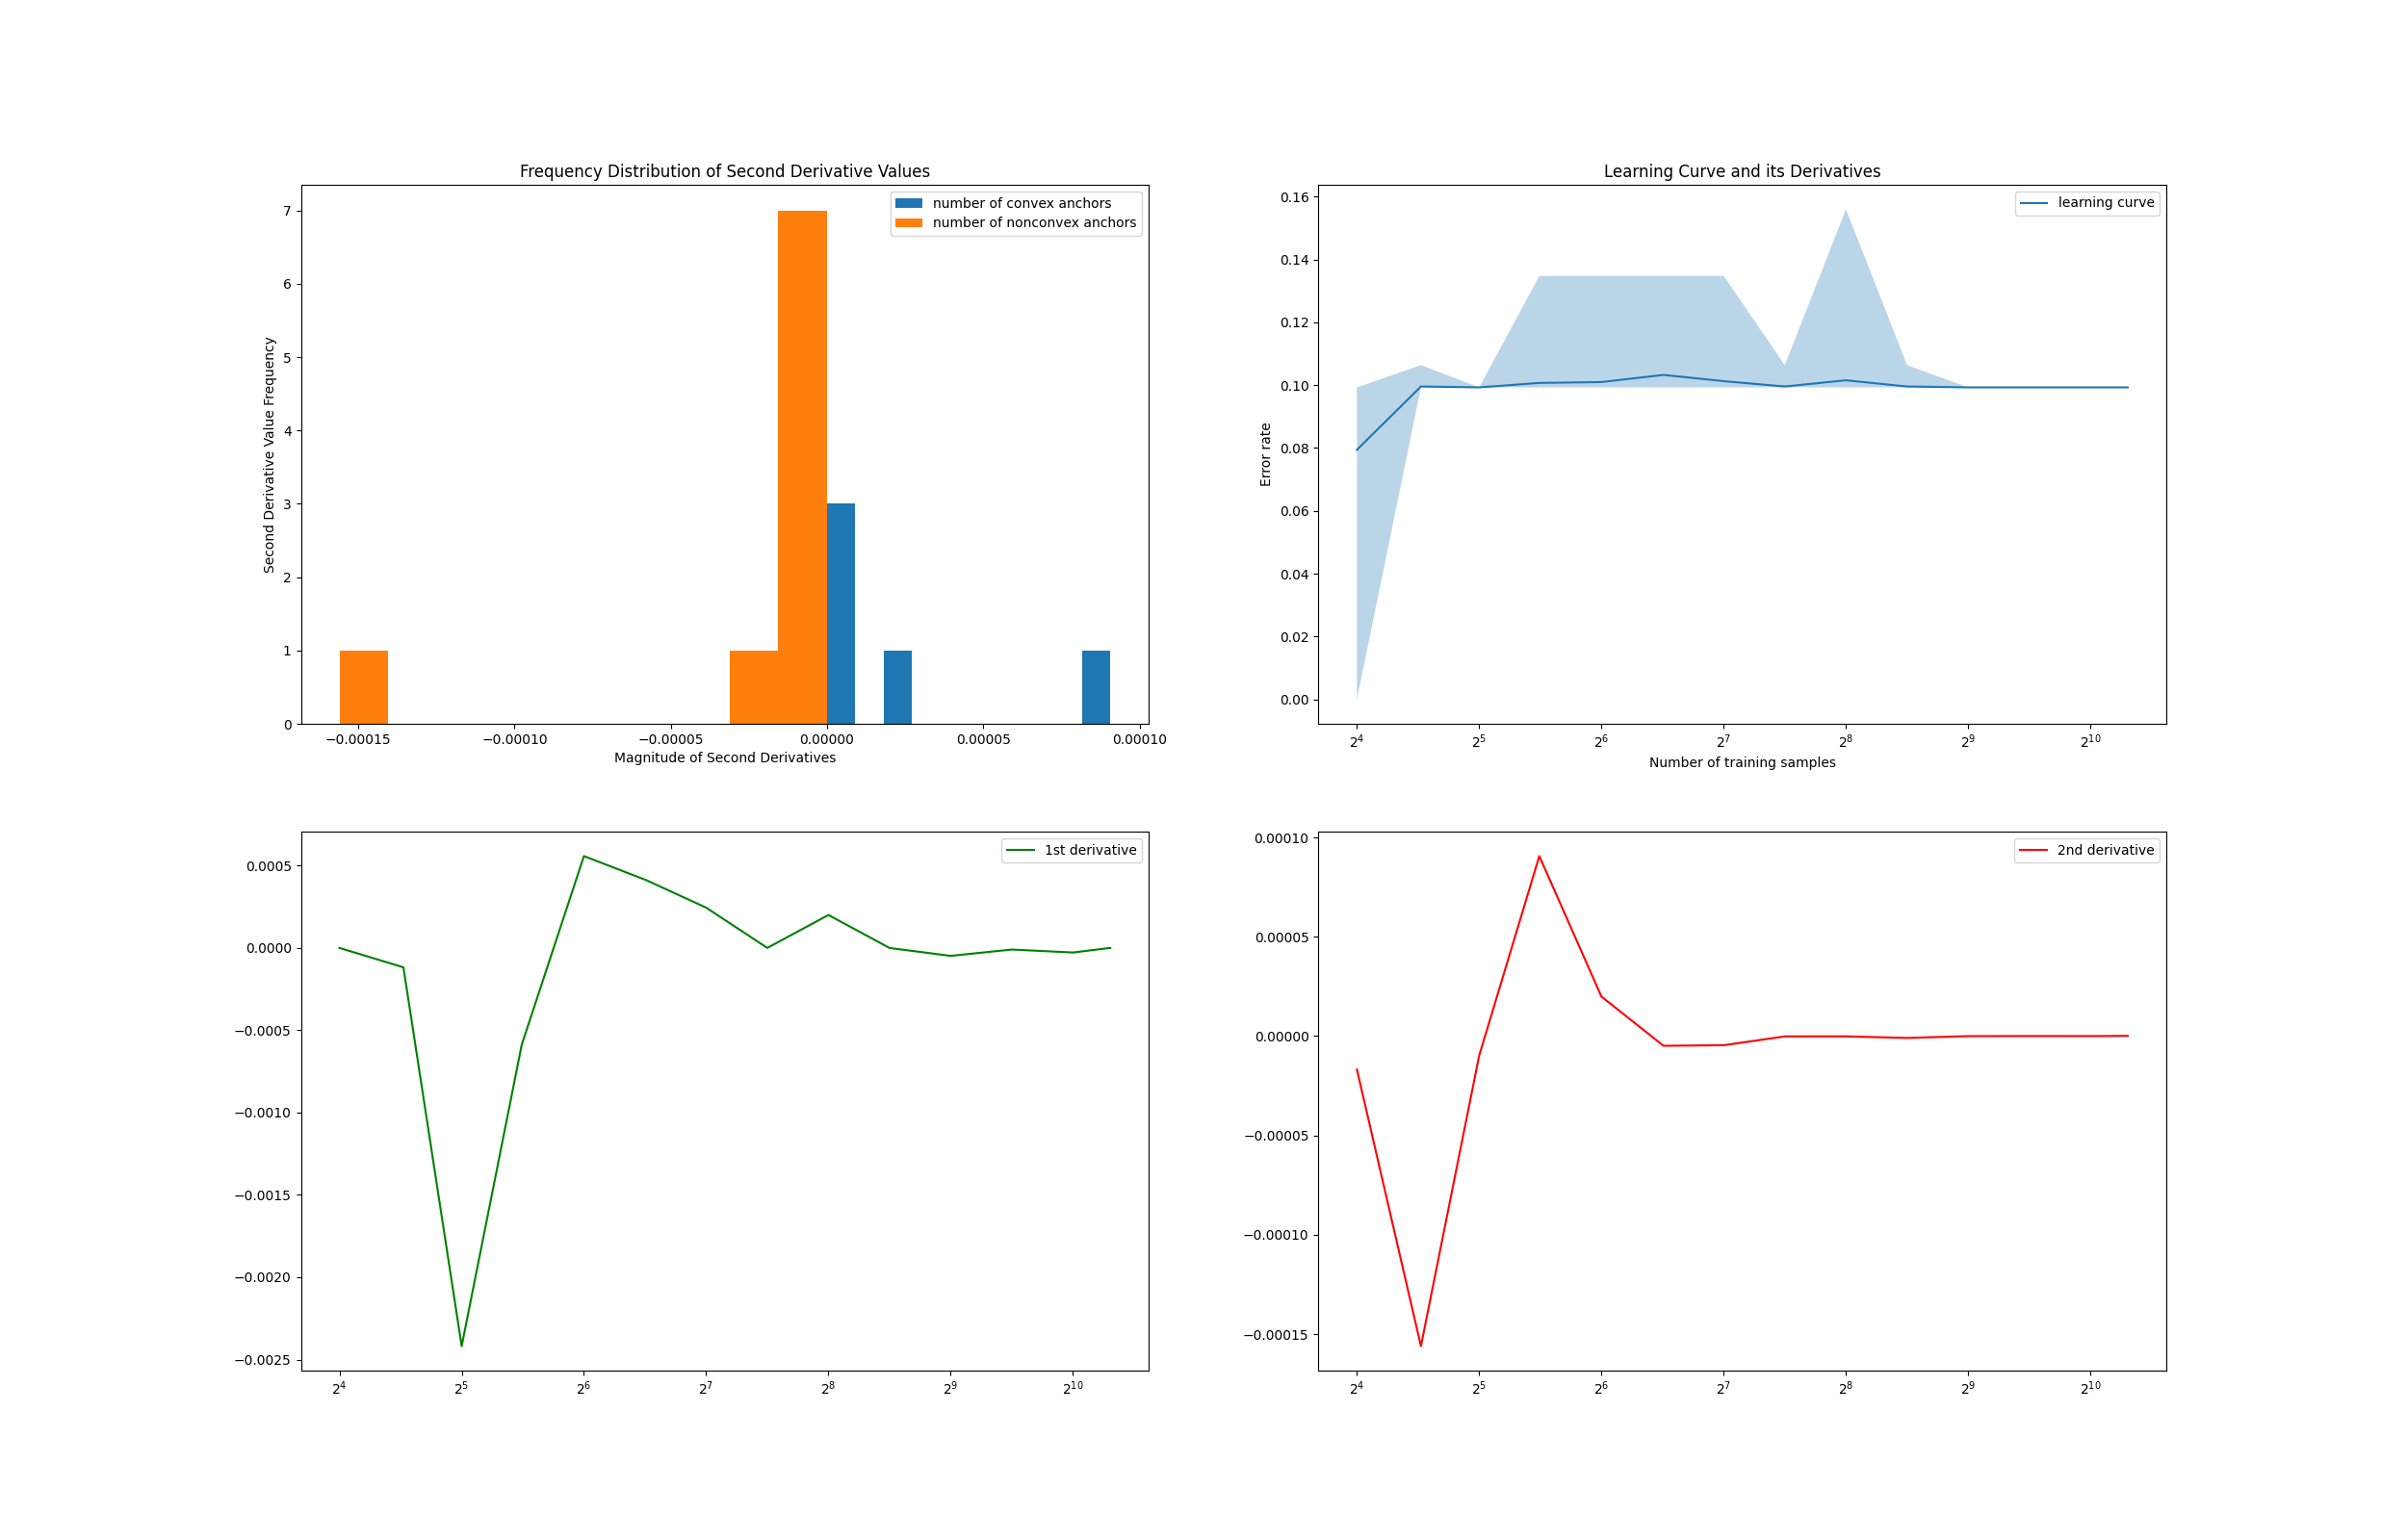 Frequency Distribution of Second Derivative Values
number of convex anchors
number of nonconvex anchors
7
6
5
4
3
2
1
0
Second Derivative Value Frequency
−0.00015 −0.00010 −0.00005 0.00000 0.00005 0.00010
Magnitude of Second Derivatives
Learning Curve and its Derivatives
learning curve
0.16
0.14
0.12
0.10
0.08
0.06
0.04
0.02
0.00
Error rate
2⁴ 2⁵ 2⁶ 2⁷ 2⁸ 2⁹ 2¹⁰
Number of training samples
1st derivative
0.0005
0.0000
−0.0005
−0.0010
−0.0015
−0.0020
−0.0025
2⁴ 2⁵ 2⁶ 2⁷ 2⁸ 2⁹ 2¹⁰
2nd derivative
0.00010
0.00005
0.00000
−0.00005
−0.00010
−0.00015
2⁴ 2⁵ 2⁶ 2⁷ 2⁸ 2⁹ 2¹⁰